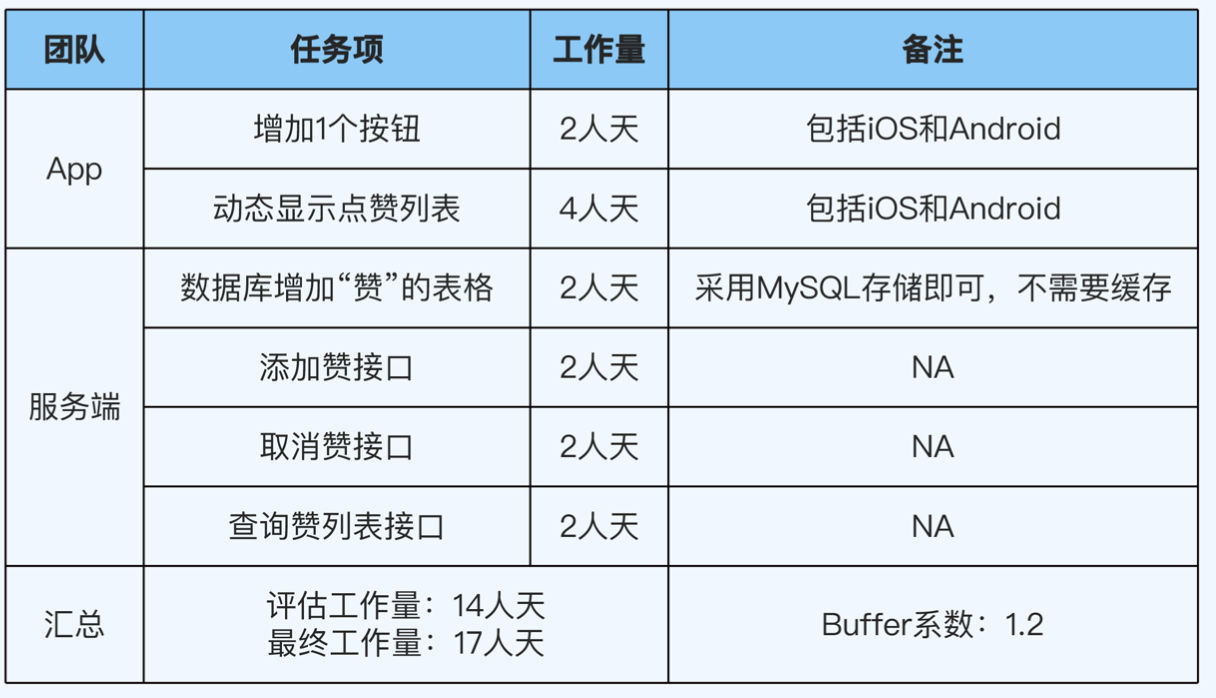 团队 任务项 工作量 备注
App
增加1个按钮 2人天 包括iOS和Android
动态显示点赞列表 4人天 包括iOS和Android
服务端
数据库增加“赞”的表格 2人天 采用MySQL存储即可，不需要缓存
添加赞接口 2人天 NA
取消赞接口 2人天 NA
查询赞列表接口 2人天 NA
汇总
评估工作量：14人天
最终工作量：17人天
Buffer系数：1.2